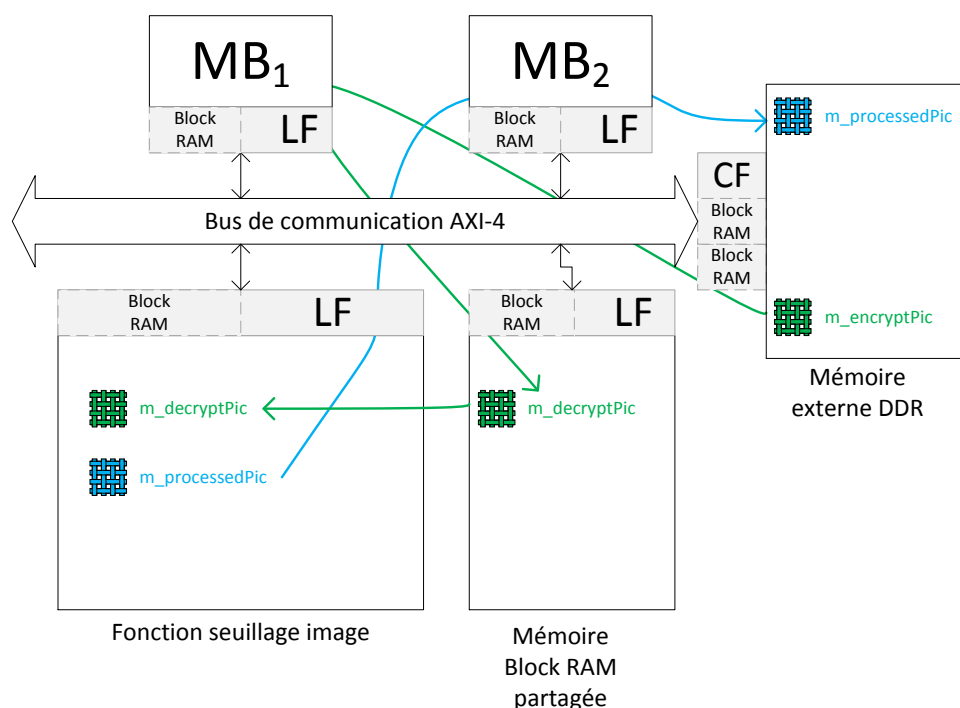 MB₁
MB₂
Block
RAM
LF
Block
RAM
LF
m_processedPic
CF
Block
RAM
Block
RAM
Bus de communication AXI-4
Block
RAM
LF
Block
RAM
LF
m_encryptPic
Mémoire
externe DDR
m_decryptPic
m_decryptPic
m_processedPic
Fonction seuillage image
Mémoire
Block RAM
partagée